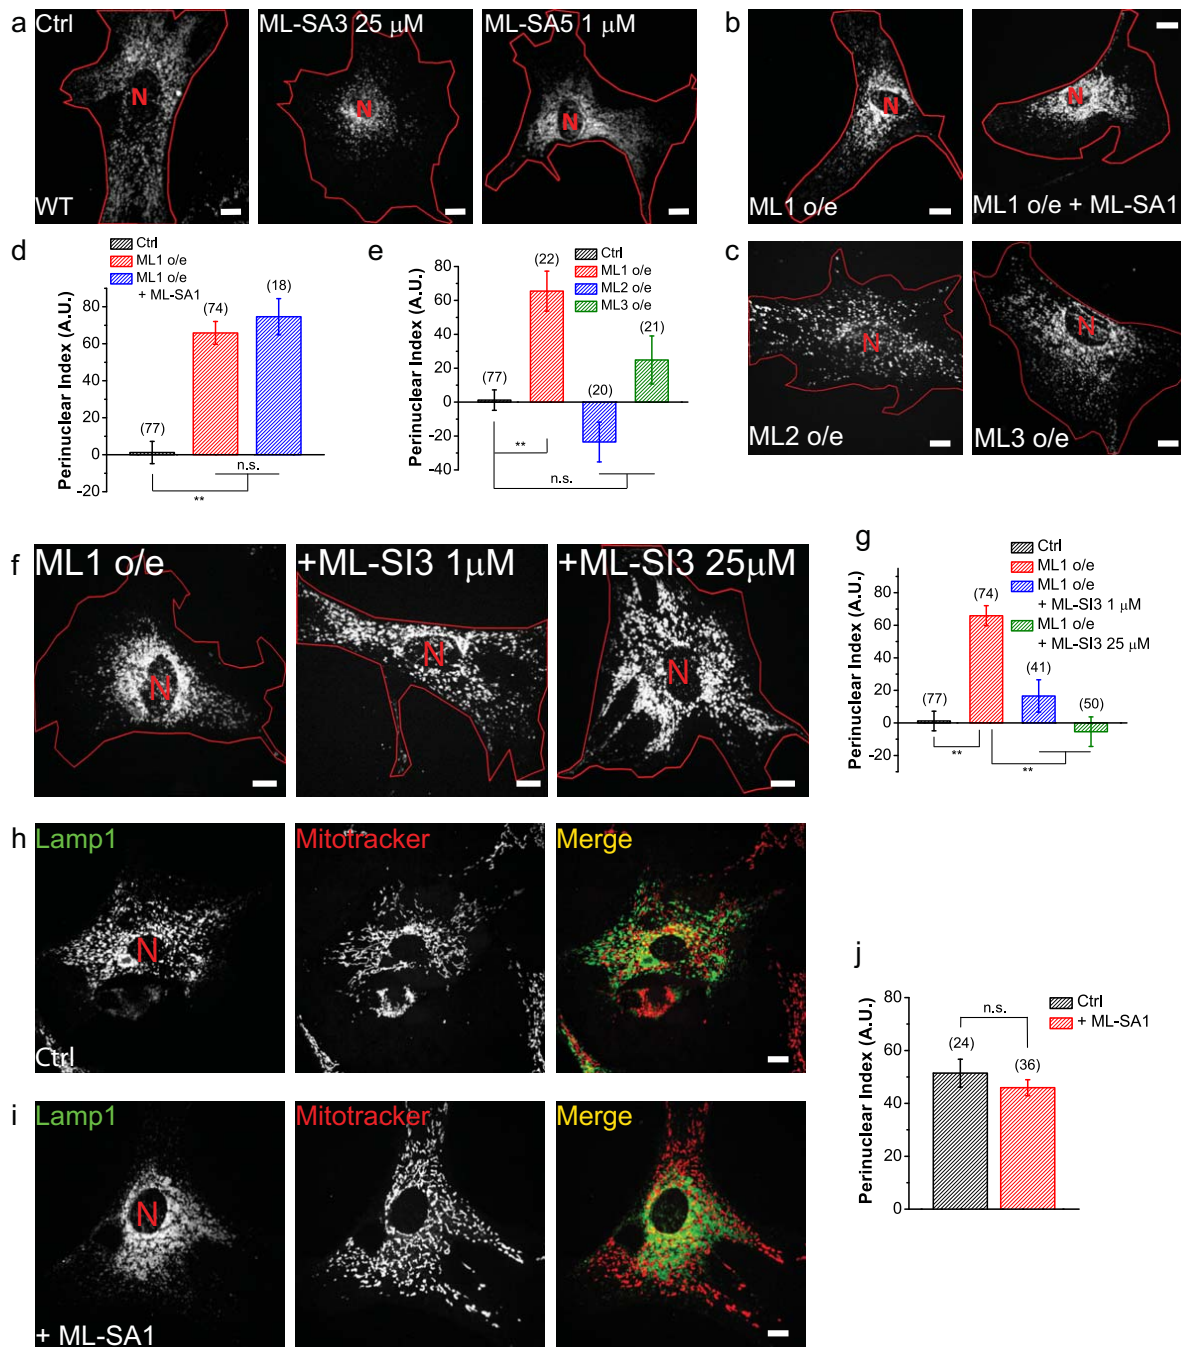 a
Ctrl
N
WT
ML-SA3 25 μM
N
ML-SA5 1 μM
N
b
N
ML1 o/e
N
ML1 o/e + ML-SA1
c
N
ML2 o/e
N
ML3 o/e
d
Ctrl
ML1 o/e
ML1 o/e
+ ML-SA1
Perinuclear Index (A.U.)
80
60
40
20
0
-20
(77)
(74)
(18)
n.s.
**
e
Ctrl
ML1 o/e
ML2 o/e
ML3 o/e
Perinuclear Index (A.U.)
80
60
40
20
0
-20
-40
(77)
(22)
(20)
(21)
**
n.s.
f
ML1 o/e
N
+ML-SI3 1μM
N
+ML-SI3 25μM
N
g
Ctrl
ML1 o/e
ML1 o/e
+ ML-SI3 1 μM
ML1 o/e
+ ML-SI3 25 μM
Perinuclear Index (A.U.)
80
60
40
20
0
-20
(77)
(74)
(41)
(50)
**
**
h
Lamp1
N
Ctrl
Mitotracker
Merge
i
Lamp1
N
+ ML-SA1
Mitotracker
Merge
j
Ctrl
+ ML-SA1
Perinuclear Index (A.U.)
80
60
40
20
0
n.s.
(24)
(36)